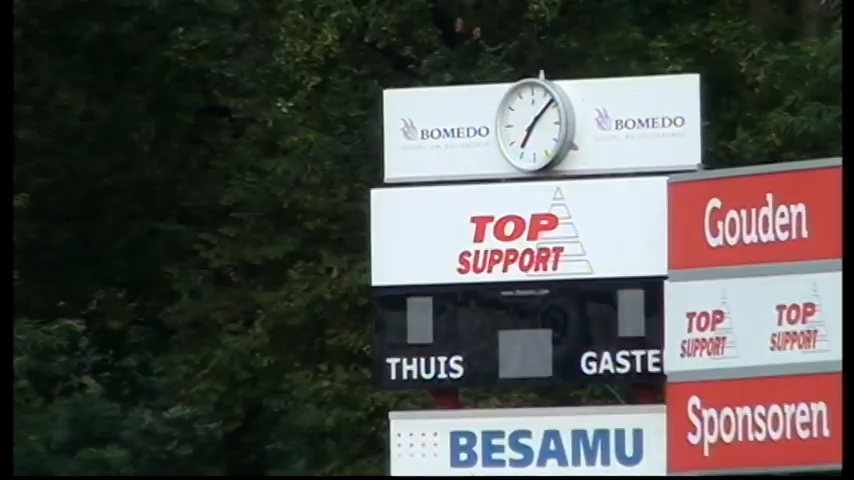 BOMEDO
BOMEDO
TOP
SUPPORT
THUIS
GASTE
BESAMU
Gouden
TOP
SUPPORT
TOP
SUPPORT
Sponsoren